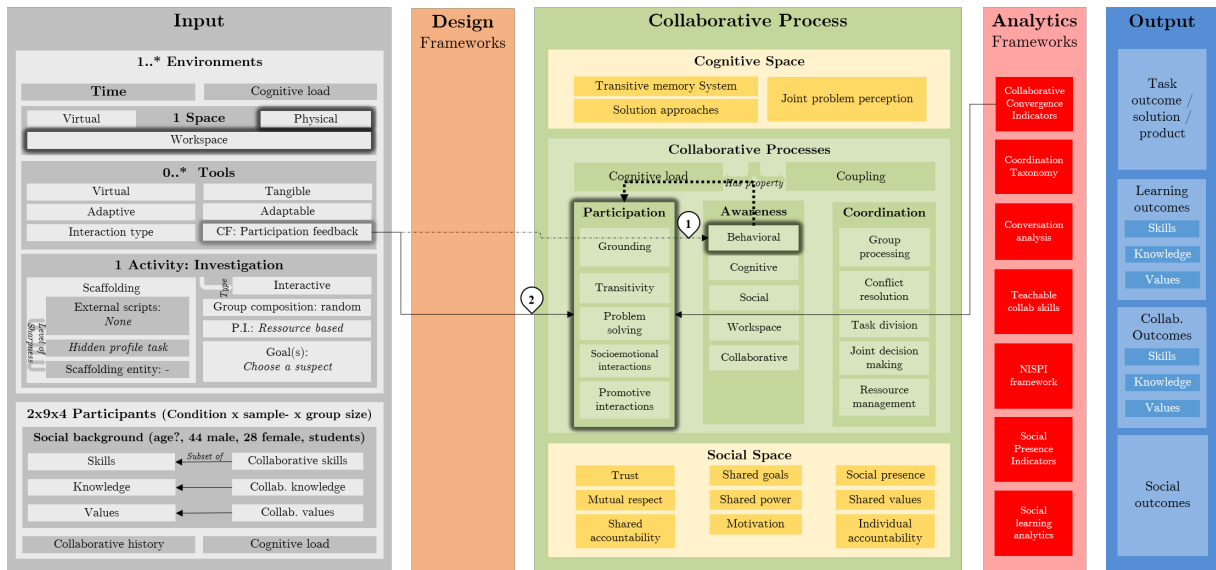 Input
1..* Environments
Time
Cognitive load
Virtual
1 Space
Physical
Workspace
0..* Tools
Virtual
Tangible
Adaptive
Adaptable
Interaction type
CF: Participation feedback
1 Activity: Investigation
Scaffolding
External scripts:
None
Hidden profile task
Scaffolding entity: -
Level of
Sharpness
Type
Interactive
Group composition: random
P.I.: Ressource based
Goal(s):
Choose a suspect
2x9x4 Participants (Condition x sample- x group size)
Social background (age?, 44 male, 28 female, students)
Skills
Subset of
Collaborative skills
Knowledge
Collab. knowledge
Values
Collab. values
Collaborative history
Cognitive load
Design
Frameworks
Collaborative Process
Cognitive Space
Transitive memory System
Solution approaches
Joint problem perception
Collaborative Processes
Cognitive load
Has property
Coupling
Participation
Grounding
Transitivity
Problem
solving
Socioemotional
interactions
Promotive
interactions
1
2
Awareness
Behavioral
Cognitive
Social
Workspace
Collaborative
Coordination
Group
processing
Conflict
resolution
Task division
Joint decision
making
Ressource
management
Social Space
Trust
Shared goals
Social presence
Mutual respect
Shared power
Shared values
Shared
accountability
Motivation
Individual
accountability
Analytics
Frameworks
Collaborative
Convergence
Indicators
Coordination
Taxonomy
Conversation
analysis
Teachable
collab skills
NISPI
framework
Social
Presence
Indicators
Social
learning
analytics
Output
Task
outcome /
solution /
product
Learning
outcomes
Skills
Knowledge
Values
Collab.
Outcomes
Skills
Knowledge
Values
Social
outcomes